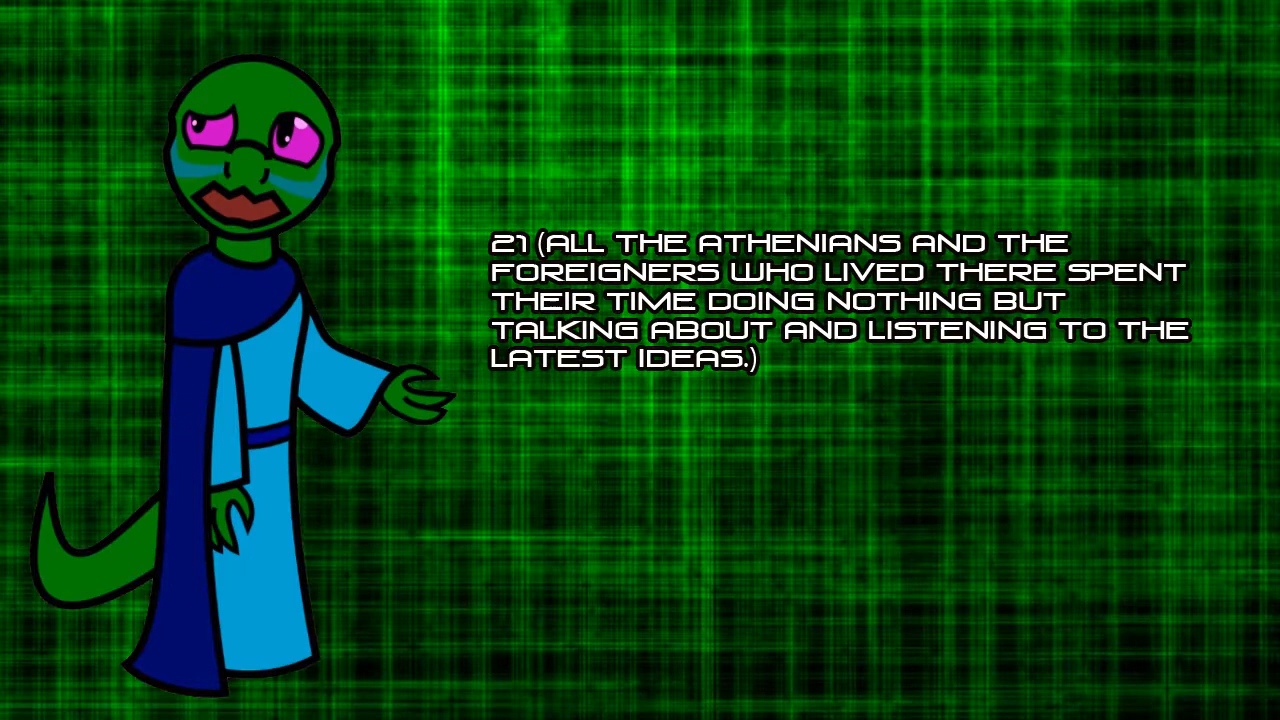 21 (ALL THE ATHENIANS AND THE
FOREIGNERS WHO LIVED THERE SPENT
THEIR TIME DOING NOTHING BUT
TALKING ABOUT AND LISTENING TO THE
LATEST IDEAS.)